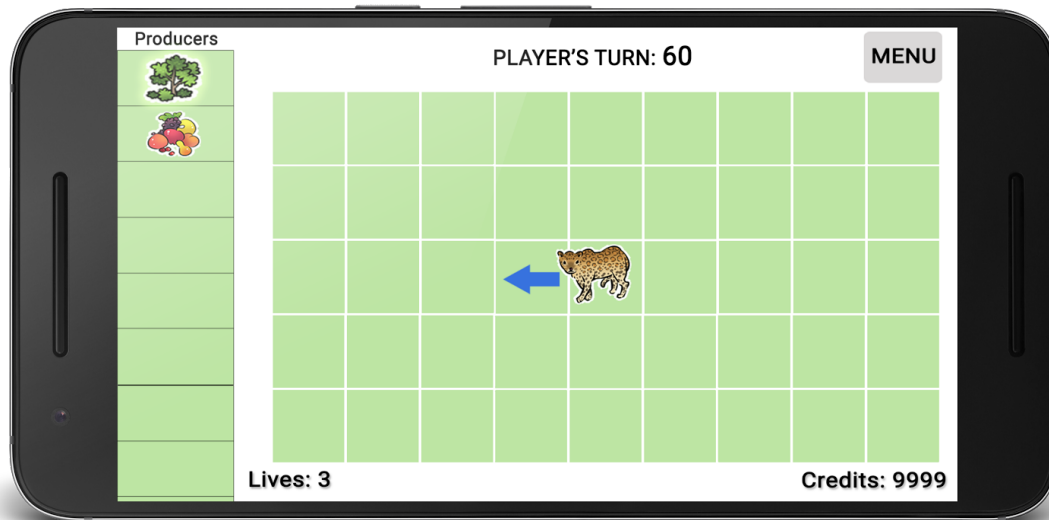 Producers
PLAYER'S TURN: 60
MENU
Lives: 3
Credits: 9999